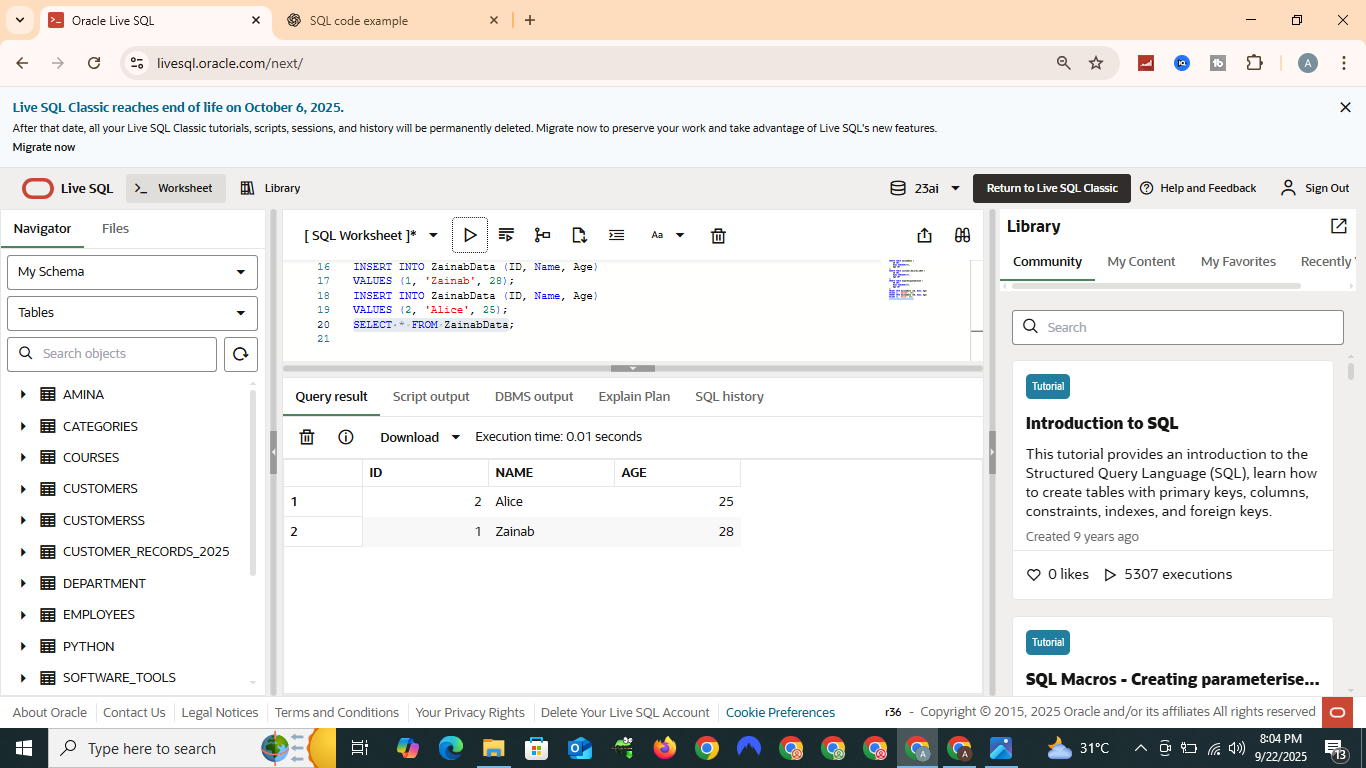 Oracle Live SQL
SQL code example
livesql.oracle.com/next/
A
Live SQL Classic reaches end of life on October 6, 2025.
After that date, all your Live SQL Classic tutorials, scripts, sessions, and history will be permanently deleted. Migrate now to preserve your work and take advantage of Live SQL's new features.
Migrate now
Live SQL
Worksheet
Library
23ai
Return to Live SQL Classic
Help and Feedback
Sign Out
Navigator
Files
My Schema
Tables
Search objects
AMINA
CATEGORIES
COURSES
CUSTOMERS
CUSTOMERSS
CUSTOMER_RECORDS_2025
DEPARTMENT
EMPLOYEES
PYTHON
SOFTWARE_TOOLS
[ SQL Worksheet ]*
Aa
16 INSERT INTO ZainabData (ID, Name, Age)
17 VALUES (1, 'Zainab', 28);
18 INSERT INTO ZainabData (ID, Name, Age)
19 VALUES (2, 'Alice', 25);
20 SELECT * FROM ZainabData;
21
Query result
Script output
DBMS output
Explain Plan
SQL history
Download
Execution time: 0.01 seconds
ID NAME AGE
1 2 Alice 25
2 1 Zainab 28
Library
Community
My Content
My Favorites
Recently
Search
Tutorial
Introduction to SQL
This tutorial provides an introduction to the
Structured Query Language (SQL), learn how
to create tables with primary keys, columns,
constraints, indexes, and foreign keys.
Created 9 years ago
0 likes
5307 executions
Tutorial
SQL Macros - Creating parameterise...
About Oracle
Contact Us
Legal Notices
Terms and Conditions
Your Privacy Rights
Delete Your Live SQL Account
Cookie Preferences
r36 - Copyright © 2015, 2025 Oracle and/or its affiliates All rights reserved
Type here to search
31°C
8:04 PM
9/22/2025
13